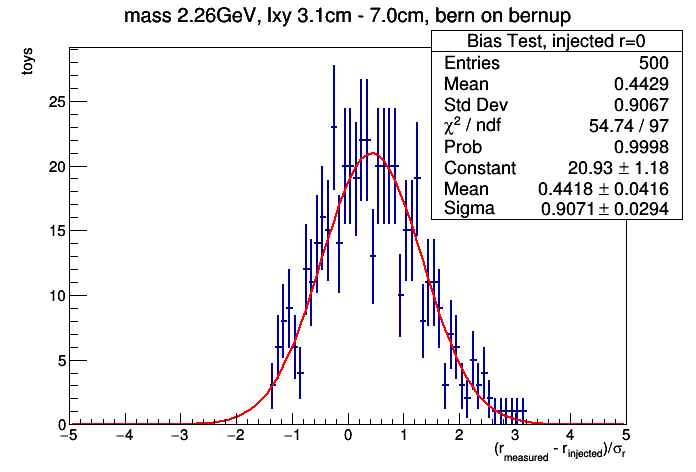 mass 2.26GeV, lxy 3.1cm - 7.0cm, bern on bernup
toys
Bias Test, injected r=0
Entries 500
Mean 0.4429
Std Dev 0.9067
χ² / ndf 54.74 / 97
Prob 0.9998
Constant 20.93 ± 1.18
Mean 0.4418 ± 0.0416
Sigma 0.9071 ± 0.0294
25
20
15
10
5
0
−5 −4 −3 −2 −1 0 1 2 3 4 5
(r_measured - r_injected)/σ_r